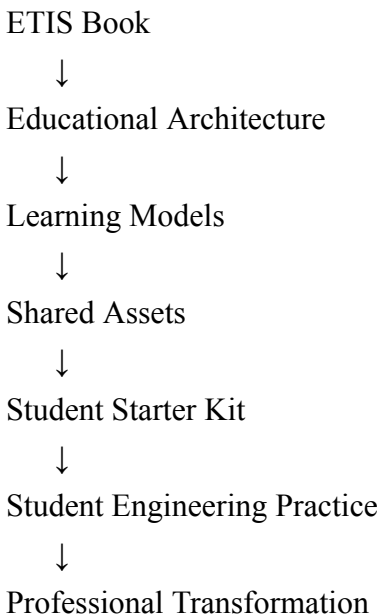 ETIS Book
↓
Educational Architecture
↓
Learning Models
↓
Shared Assets
↓
Student Starter Kit
↓
Student Engineering Practice
↓
Professional Transformation